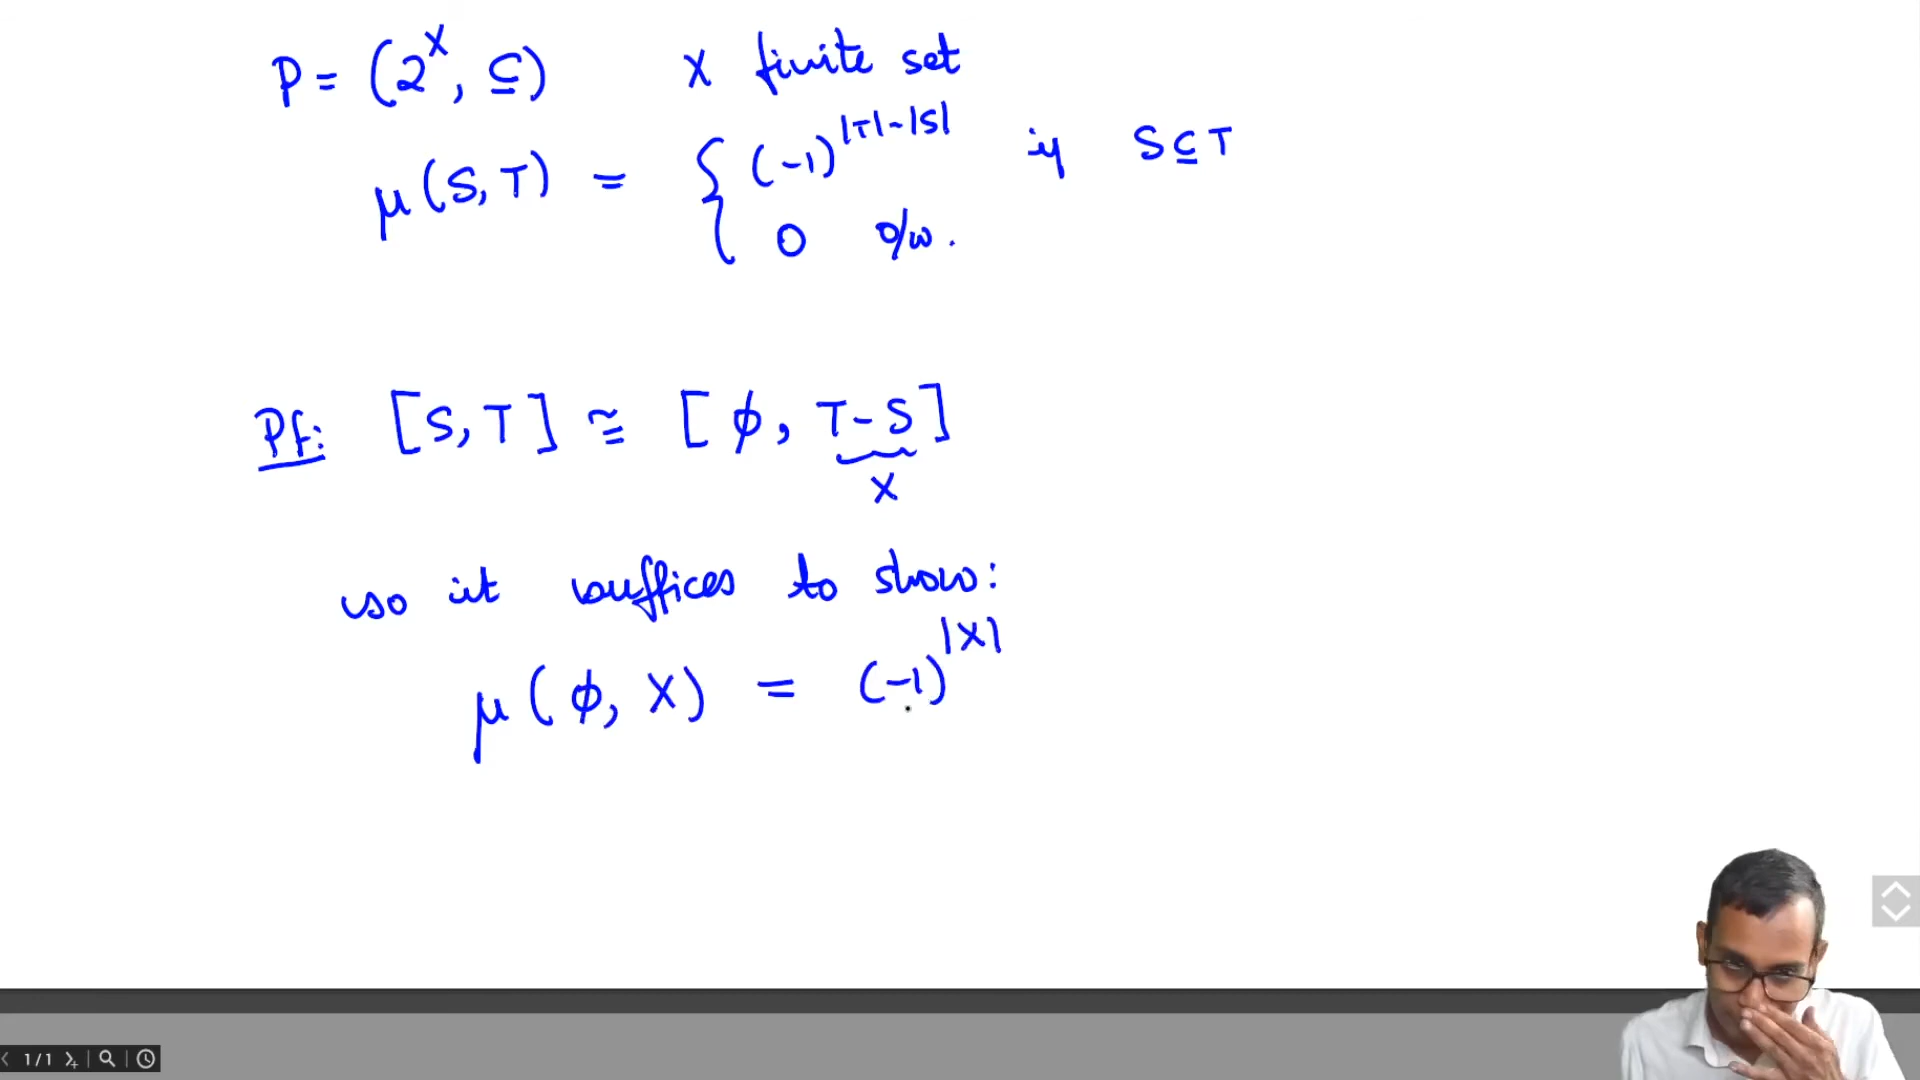 P = (2^X, ⊆) X finite set
μ(S, T) = { (-1)^{|T|-|S|} if S ⊆ T
0 o/w.
Pf: [S, T] ≅ [ϕ, T-S]
X
so it suffices to show:
μ(ϕ, X) = (-1)^{|X|}
1/1